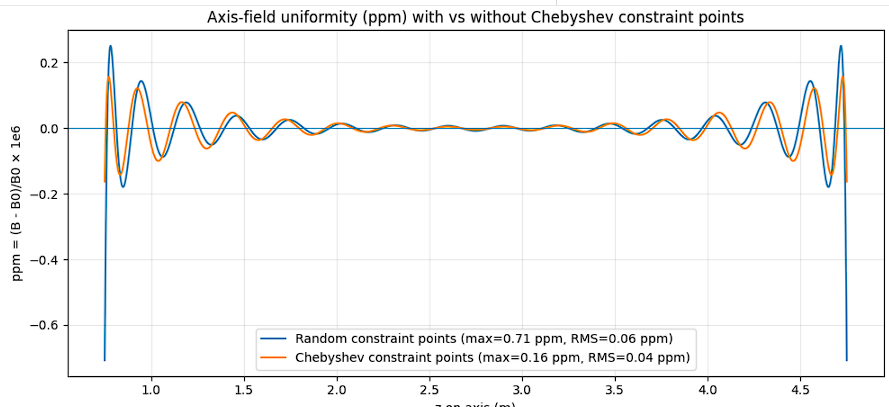 Axis-field uniformity (ppm) with vs without Chebyshev constraint points
ppm = (B - B0)/B0 × 1e6
0.2
0.0
−0.2
−0.4
−0.6
Random constraint points (max=0.71 ppm, RMS=0.06 ppm)
Chebyshev constraint points (max=0.16 ppm, RMS=0.04 ppm)
1.0 1.5 2.0 2.5 3.0 3.5 4.0 4.5
z on axis (m)